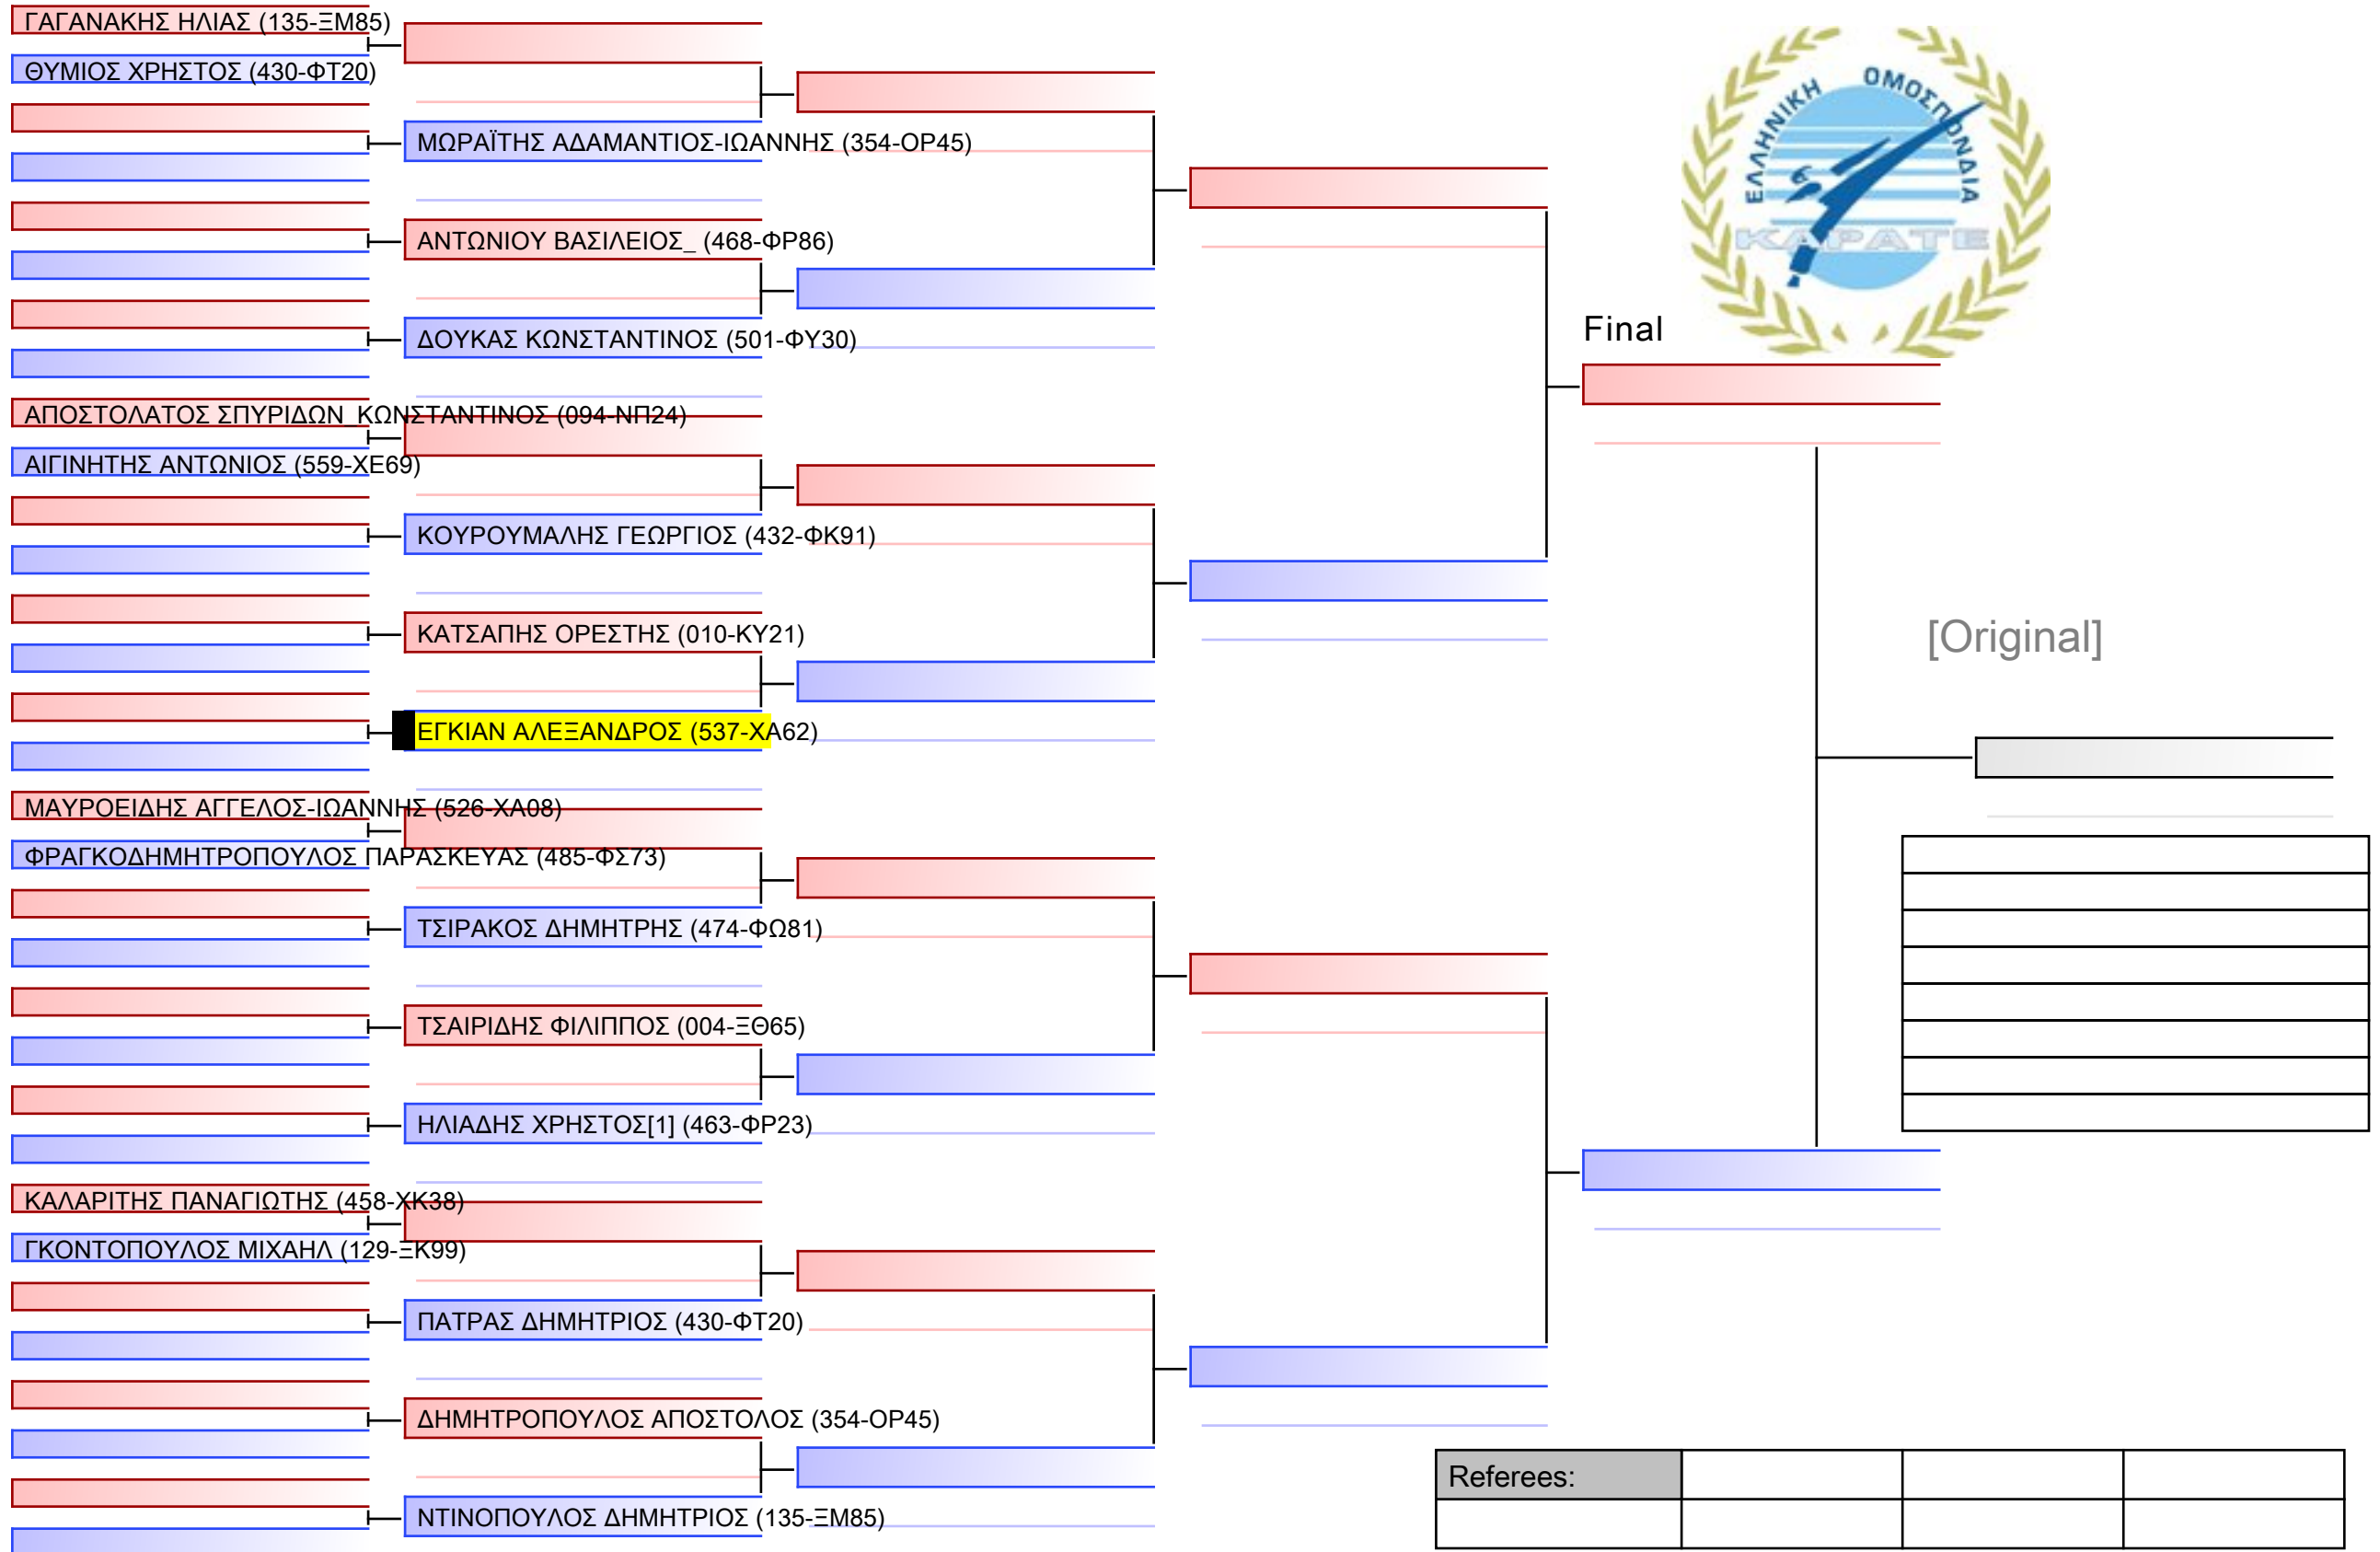 ΓΑΓΑΝΑΚΗΣ ΗΛΙΑΣ (135-ΞΜ85)
ΘΥΜΙΟΣ ΧΡΗΣΤΟΣ (430-ΦΤ20)
ΜΩΡΑΪΤΗΣ ΑΔΑΜΑΝΤΙΟΣ-ΙΩΑΝΝΗΣ (354-ΟΡ45)
ΑΝΤΩΝΙΟΥ ΒΑΣΙΛΕΙΟΣ_ (468-ΦΡ86)
ΔΟΥΚΑΣ ΚΩΝΣΤΑΝΤΙΝΟΣ (501-ΦΥ30)
ΑΠΟΣΤΟΛΑΤΟΣ ΣΠΥΡΙΔΩΝ_ΚΩΝΣΤΑΝΤΙΝΟΣ (094-ΝΠ24)
ΑΙΓΙΝΗΤΗΣ ΑΝΤΩΝΙΟΣ (559-ΧΕ69)
ΚΟΥΡΟΥΜΑΛΗΣ ΓΕΩΡΓΙΟΣ (432-ΦΚ91)
ΚΑΤΣΑΠΗΣ ΟΡΕΣΤΗΣ (010-ΚΥ21)
ΕΓΚΙΑΝ ΑΛΕΞΑΝΔΡΟΣ (537-ΧΑ62)
ΜΑΥΡΟΕΙΔΗΣ ΑΓΓΕΛΟΣ-ΙΩΑΝΝΗΣ (526-ΧΑ08)
ΦΡΑΓΚΟΔΗΜΗΤΡΟΠΟΥΛΟΣ ΠΑΡΑΣΚΕΥΑΣ (485-ΦΣ73)
ΤΣΙΡΑΚΟΣ ΔΗΜΗΤΡΗΣ (474-ΦΩ81)
ΤΣΑΙΡΙΔΗΣ ΦΙΛΙΠΠΟΣ (004-ΞΘ65)
ΗΛΙΑΔΗΣ ΧΡΗΣΤΟΣ[1] (463-ΦΡ23)
ΚΑΛΑΡΙΤΗΣ ΠΑΝΑΓΙΩΤΗΣ (458-ΧΚ38)
ΓΚΟΝΤΟΠΟΥΛΟΣ ΜΙΧΑΗΛ (129-ΞΚ99)
ΠΑΤΡΑΣ ΔΗΜΗΤΡΙΟΣ (430-ΦΤ20)
ΔΗΜΗΤΡΟΠΟΥΛΟΣ ΑΠΟΣΤΟΛΟΣ (354-ΟΡ45)
ΝΤΙΝΟΠΟΥΛΟΣ ΔΗΜΗΤΡΙΟΣ (135-ΞΜ85)
ΕΛΛΗΝΙΚΗ ΟΜΟΣΠΟΝΔΙΑ
ΚΑΡΑΤΕ
Final
[Original]
Referees: